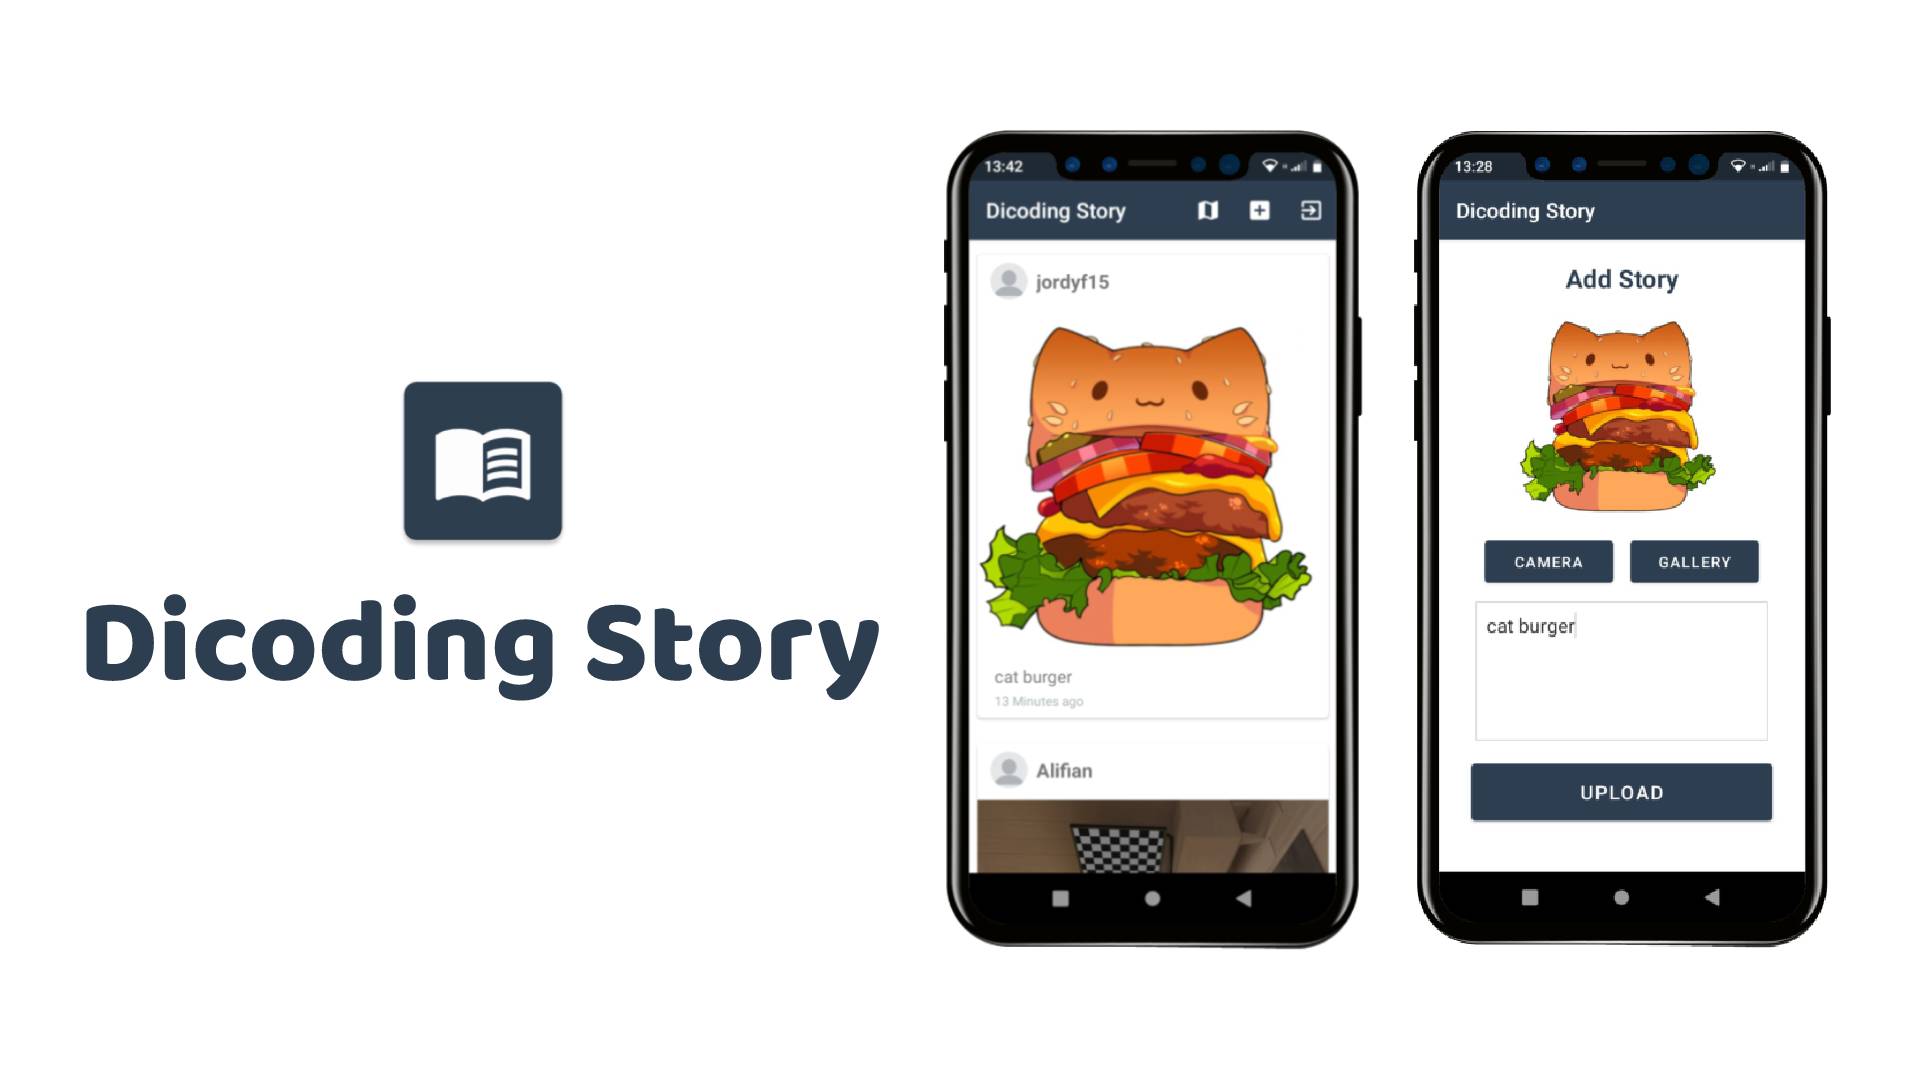 Dicoding Story
13:42
Dicoding Story
jordyf15
cat burger
13 Minutes ago
Alifian
13:28
Dicoding Story
Add Story
CAMERA GALLERY
cat burger
UPLOAD